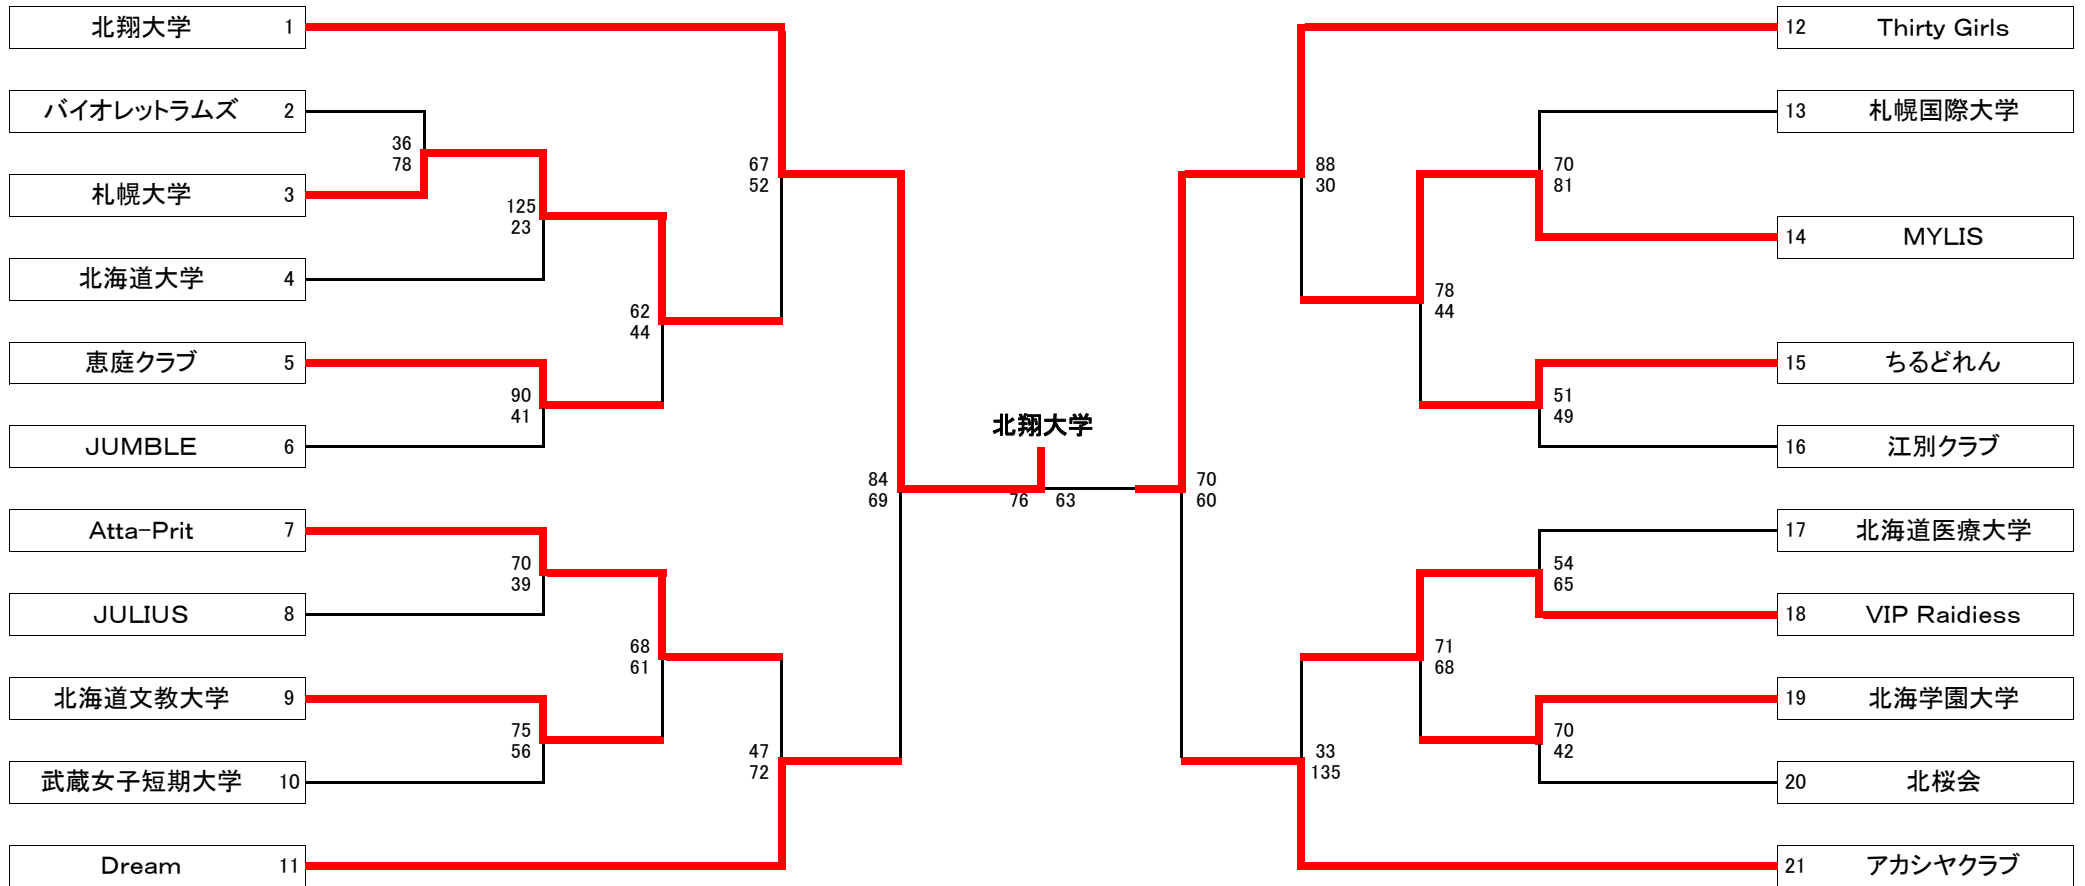 北翔大学 1
バイオレットラムズ 2
札幌大学 3
北海道大学 4
恵庭クラブ 5
JUMBLE 6
Atta-Prit 7
JULIUS 8
北海道文教大学 9
武蔵女子短期大学 10
Dream 11
36
78
125
23
90
41
70
39
75
56
62
44
68
61
67
52
47
72
84
69
北翔大学
76 63
70
60
88
30
33
135
78
44
71
68
70
81
51
49
54
65
70
42
12 Thirty Girls
13 札幌国際大学
14 MYLIS
15 ちるどれん
16 江別クラブ
17 北海道医療大学
18 VIP Raidiess
19 北海学園大学
20 北桜会
21 アカシヤクラブ